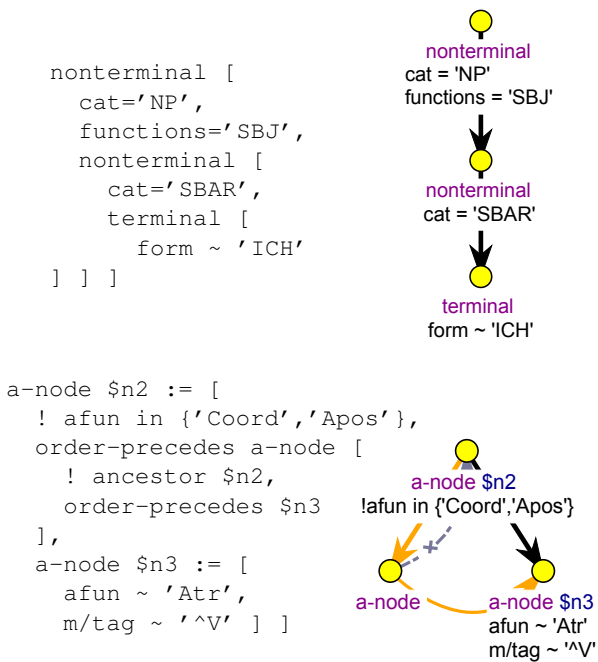 nonterminal [
cat='NP',
functions='SBJ',
nonterminal [
cat='SBAR',
terminal [
form ~ 'ICH'
] ] ]
nonterminal
cat = 'NP'
functions = 'SBJ'
nonterminal
cat = 'SBAR'
terminal
form ~ 'ICH'
a-node $n2 := [
! afun in {'Coord','Apos'},
order-precedes a-node [
! ancestor $n2,
order-precedes $n3
],
a-node $n3 := [
afun ~ 'Atr',
m/tag ~ '^V' ] ]
a-node $n2
!afun in {'Coord','Apos'}
a-node
a-node $n3
afun ~ 'Atr'
m/tag ~ '^V'